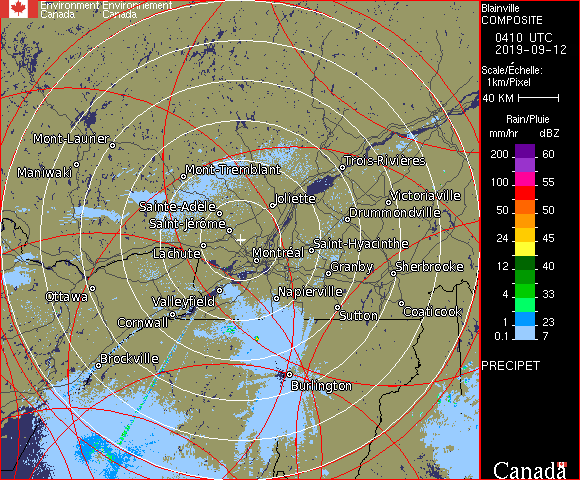 Environment Environnement
Canada Canada
Blainville
COMPOSITE
0410 UTC
2019-09-12
Scale/Échelle:
1km/Pixel
40 KM
Rain/Pluie
mm/hr dBZ
200 60
100 55
50 50
24 45
12 40
4 33
1 23
0.1 7
PRECIPET
Mont-Laurier
Maniwaki
Mont-Tremblant
Trois-Rivières
Joliette
Victoriaville
Sainte-Adèle
Drummondville
Saint-Jérôme
Lachute
Montréal
Saint-Hyacinthe
Granby
Sherbrooke
Ottawa
Valleyfield
Napierville
Cornwall
Sutton
Coaticook
Brockville
Burlington
Canada